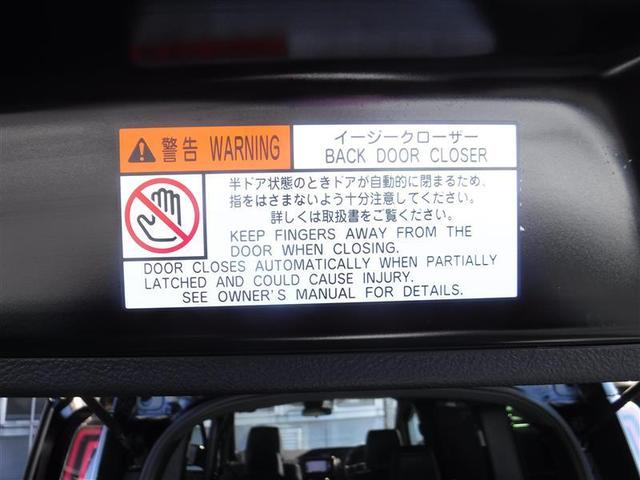 警告 WARNING
イージークローザー
BACK DOOR CLOSER
半ドア状態のときドアが自動的に閉まるため、
指をはさまないよう十分注意してください。
詳しくは取扱書をご覧ください。
KEEP FINGERS AWAY FROM THE
DOOR WHEN CLOSING.
DOOR CLOSES AUTOMATICALLY WHEN PARTIALLY
LATCHED AND COULD CAUSE INJURY.
SEE OWNER'S MANUAL FOR DETAILS.